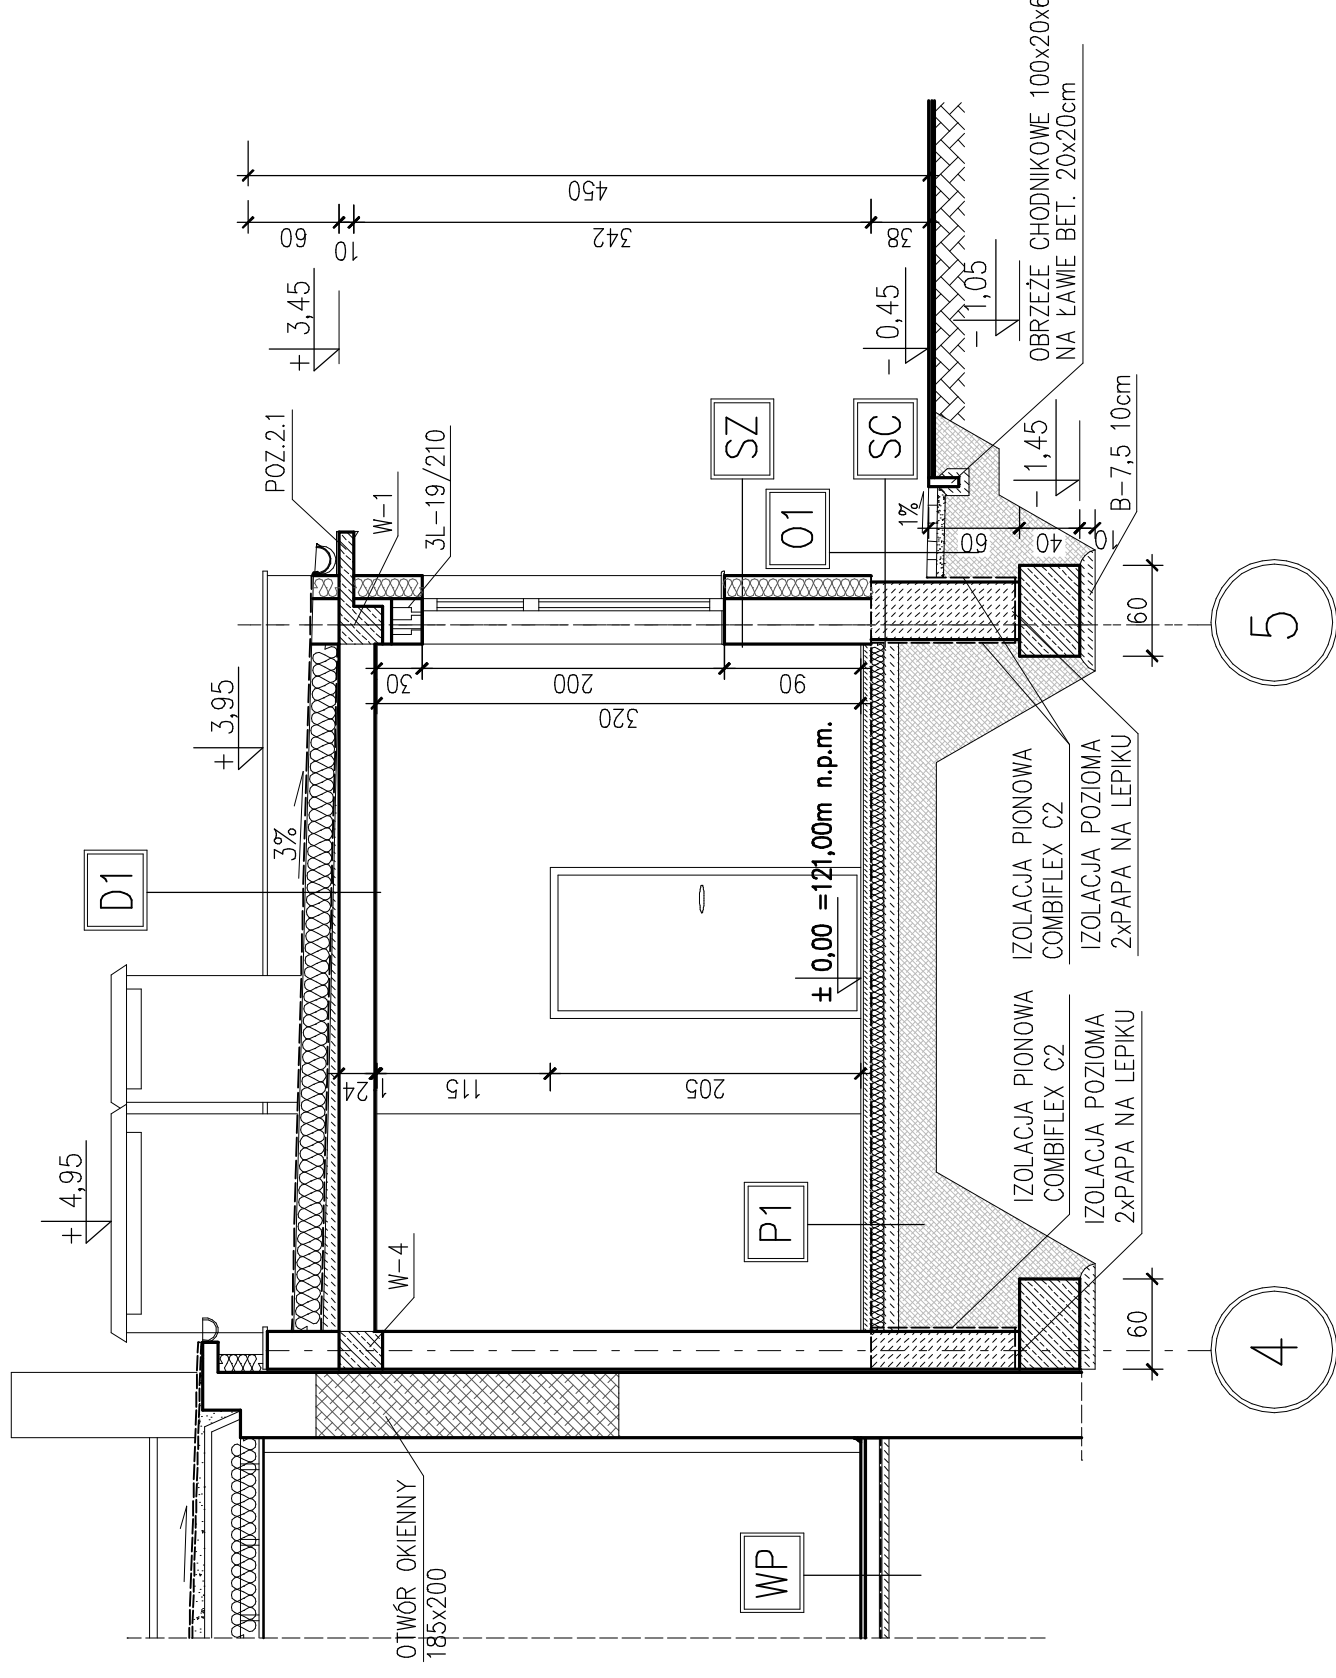 + 4,95
D1
+ 3,95
3%
POZ.2.1
+ 3,45
60
10
342
38
450
W-1
3L-19/210
W-4
24
1
115
205
30
200
90
320
± 0,00 =121,00m n.p.m.
SZ
SC
O1
P1
WP
- 0,45
- 1,05
- 1,45
1%
60
40
10
OBRZEŻE CHODNIKOWE
NA ŁAWIE BET. 20x20cm
B-7,5 10cm
OTWÓR OKIENNY
185x200
IZOLACJA PIONOWA
COMBIFLEX C2
IZOLACJA POZIOMA
2xPAPA NA LEPIKU
IZOLACJA PIONOWA
COMBIFLEX C2
IZOLACJA POZIOMA
2xPAPA NA LEPIKU
60
60
4
5